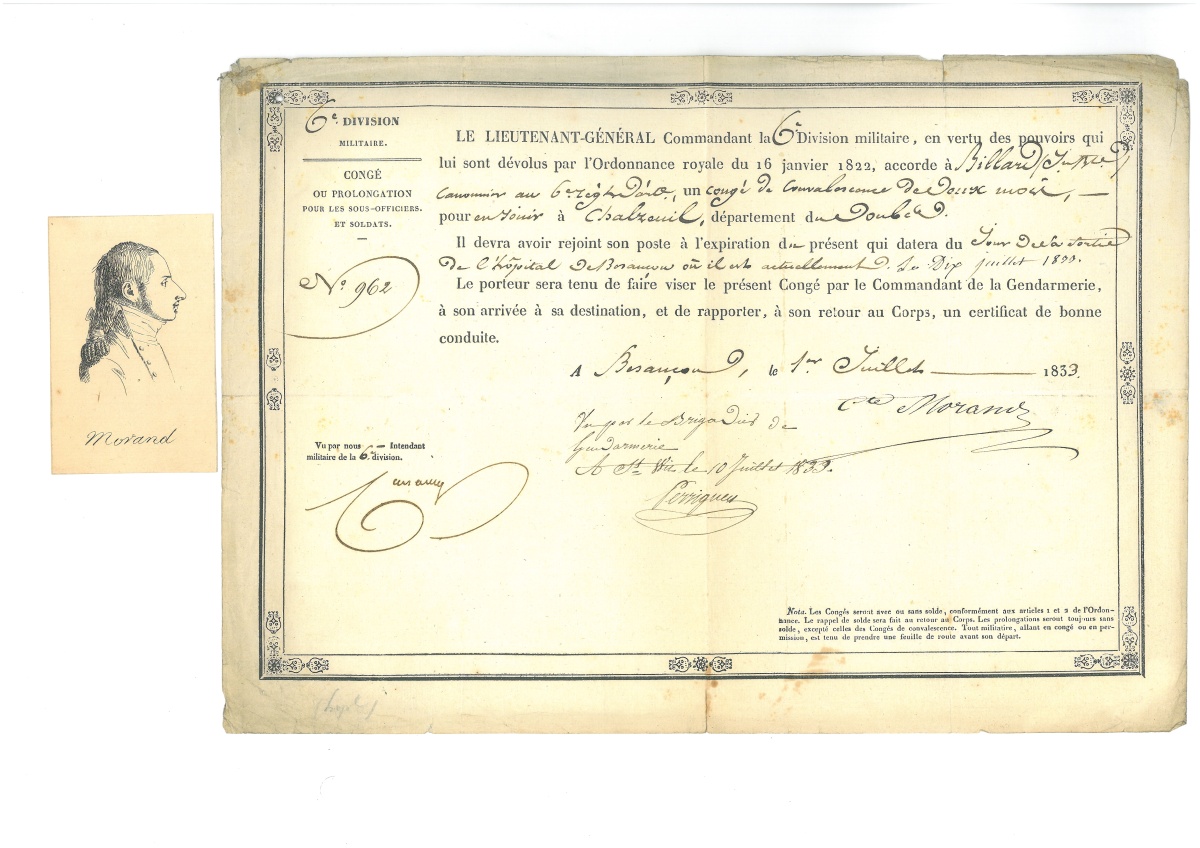 Morand
6e DIVISION
MILITAIRE.
CONGÉ
OU PROLONGATION
POUR LES SOUS-OFFICIERS.
ET SOLDATS.
No 962
LE LIEUTENANT-GÉNÉRAL Commandant la 6e Division militaire, en vertu des pouvoirs qui
lui sont dévolus par l'Ordonnance royale du 16 janvier 1822, accorde à Billard
canonnier au 6e régt d'arte, un congé de convalescence de deux mois,
pour en jouir à Chalzeuil, département du Doubs.
Il devra avoir rejoint son poste à l'expiration du présent qui datera du jour de la sortie
de l'hôpital de Besançon où il est actuellement. Le Dix juillet
Le porteur sera tenu de faire viser le présent Congé par le Commandant de la Gendarmerie,
à son arrivée à sa destination, et de rapporter, à son retour au Corps, un certificat de bonne
conduite.
A Besançon, le 1er Juillet 1833
Cte Morand
Vu par le Brigadier de
Gendarmerie
A St le 10 Juillet 1833.
Vu par nous Intendant
militaire de la 6e division.
Nota. Les Congés seront avec ou sans solde, conformément aux articles 1 et 2 de l'Ordon-
nance. Le rappel de solde sera fait au retour au Corps. Les prolongations seront toujours sans
solde, excepté celles des Congés de convalescence. Tout militaire, allant en congé ou en per-
mission, est tenu de prendre une feuille de route avant son départ.